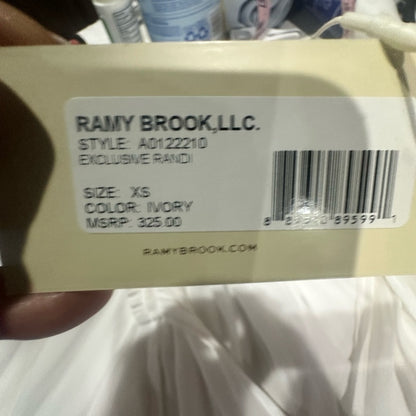 RAMY BROOK,LLC.
STYLE: A0122210
EXCLUSIVE RANDI
SIZE: XS
COLOR: IVORY
MSRP: 325.00
RAMYBROOK.COM